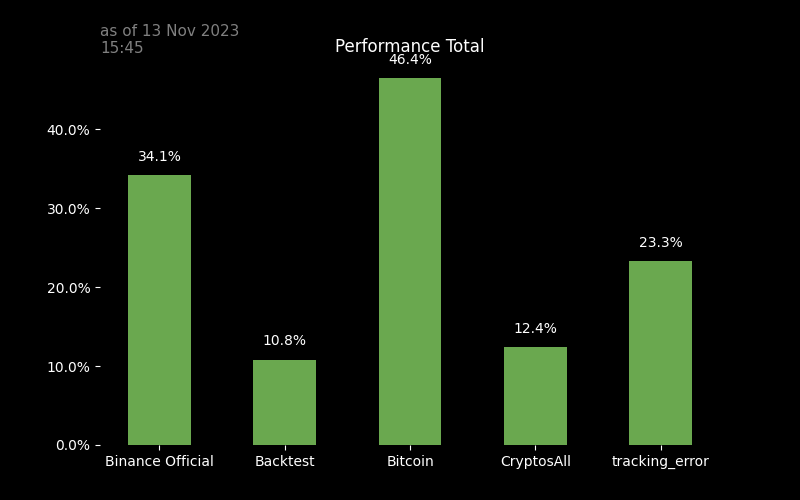 as of 13 Nov 2023
15:45
Performance Total
46.4%
40.0%
34.1%
30.0%
23.3%
20.0%
12.4%
10.8%
10.0%
0.0%
Binance Official
Backtest
Bitcoin
CryptosAll
tracking_error